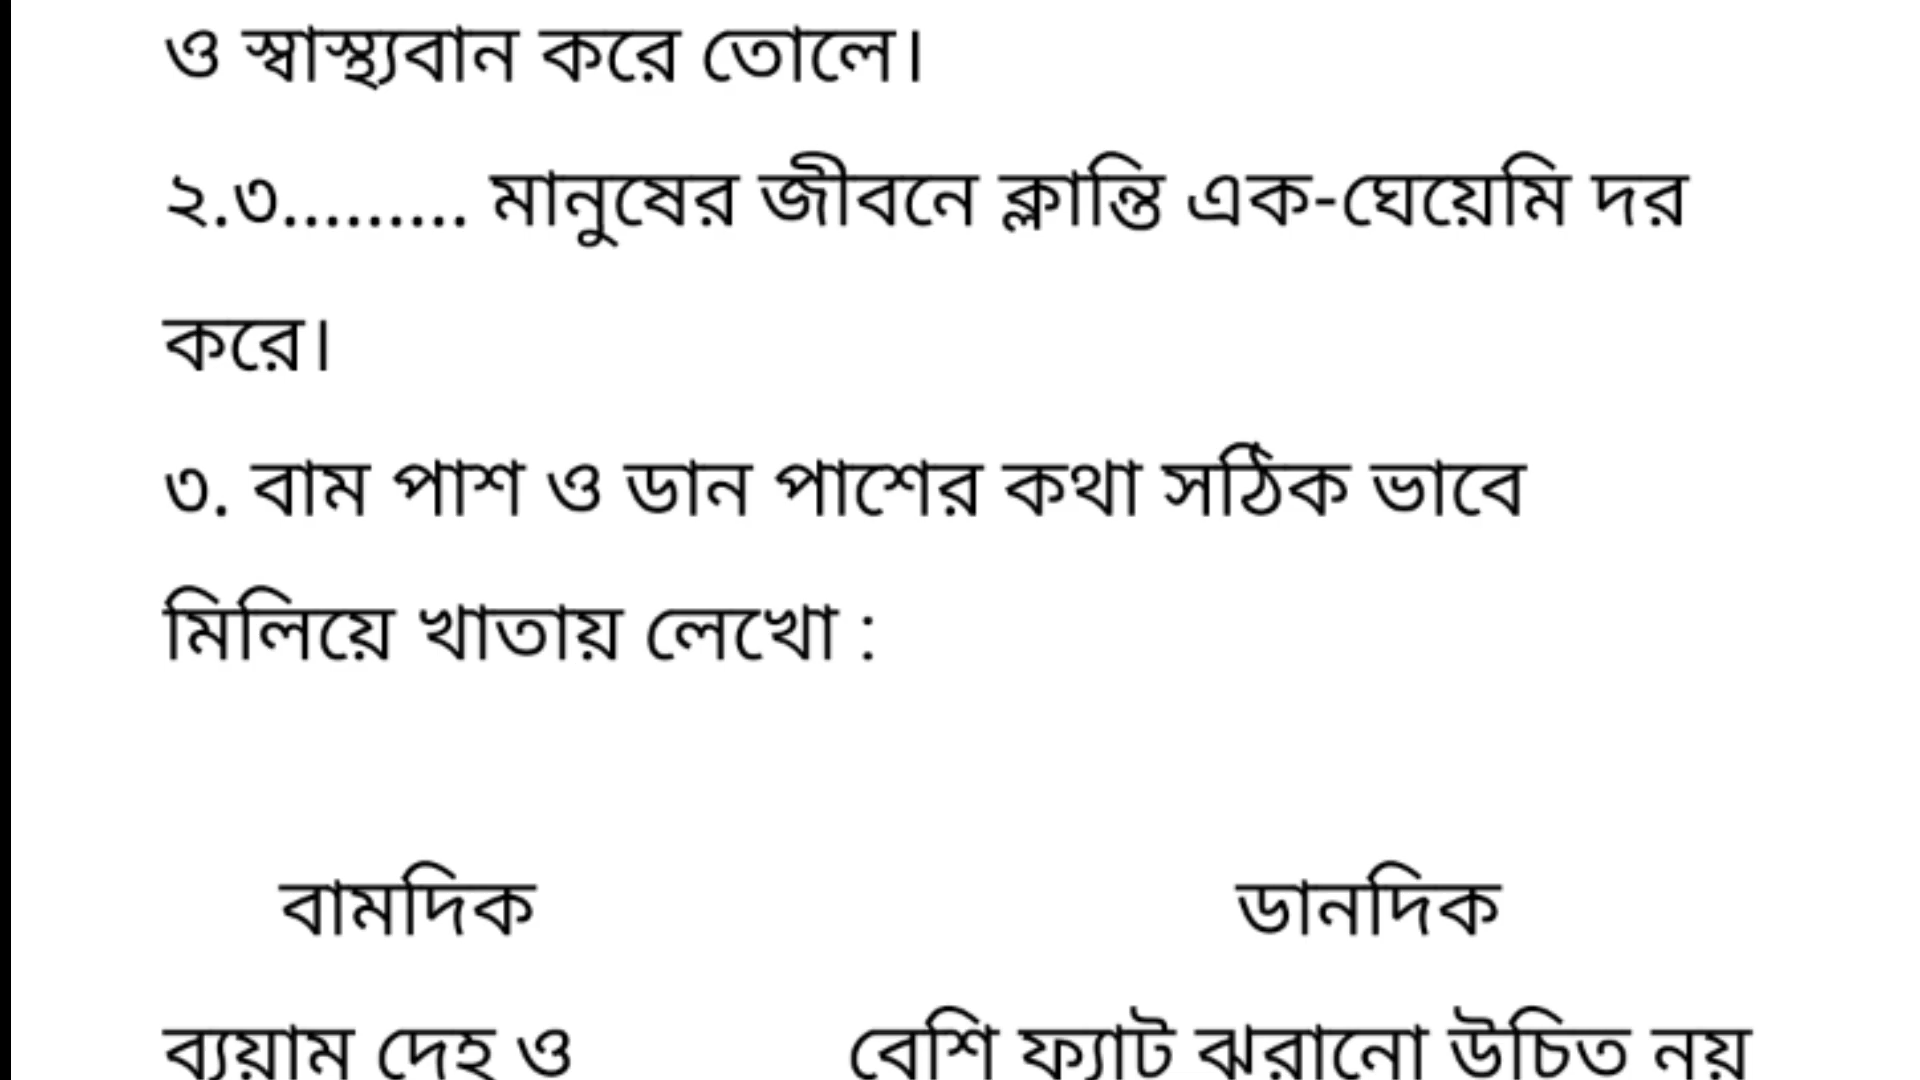 ও স্বাস্থ্যবান করে তোলে।
২.৩......... মানুষের জীবনে ক্লান্তি এক-ঘেয়েমি দর
করে।
৩. বাম পাশ ও ডান পাশের কথা সঠিক ভাবে
মিলিয়ে খাতায় লেখো :
বামদিক ডানদিক
ব্যয়াম দেহ ও বেশি ফ্যাট ঝরানো উচিত নয়